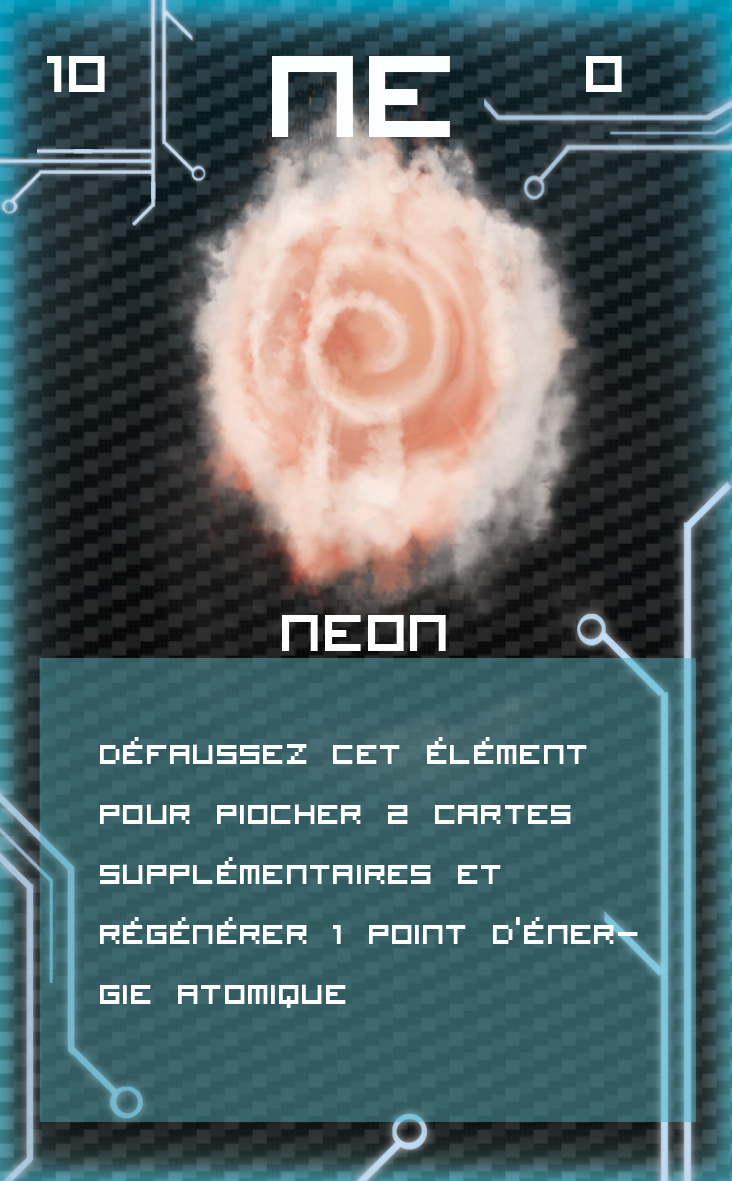 10
NE
0
NEON
DÉFAUSSEZ CET ÉLÉMENT
POUR PIOCHER 2 CARTES
SUPPLÉMENTAIRES ET
RÉGÉNÉRER 1 POINT D'ÉNER-
GIE ATOMIQUE